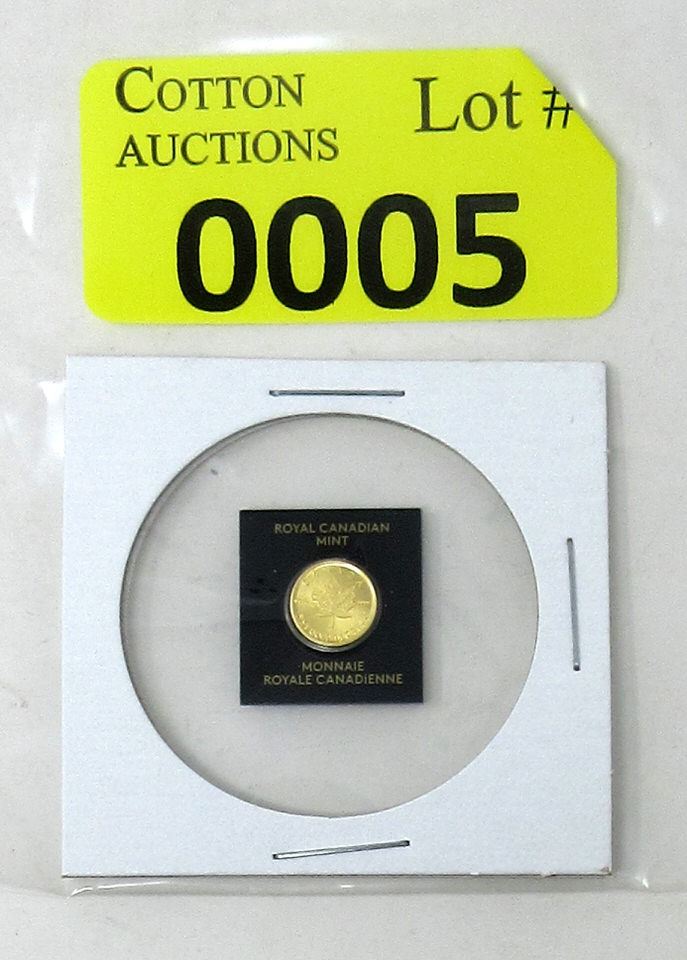 COTTON
AUCTIONS
Lot #
0005
ROYAL CANADIAN
MINT
MONNAIE
ROYALE CANADIENNE